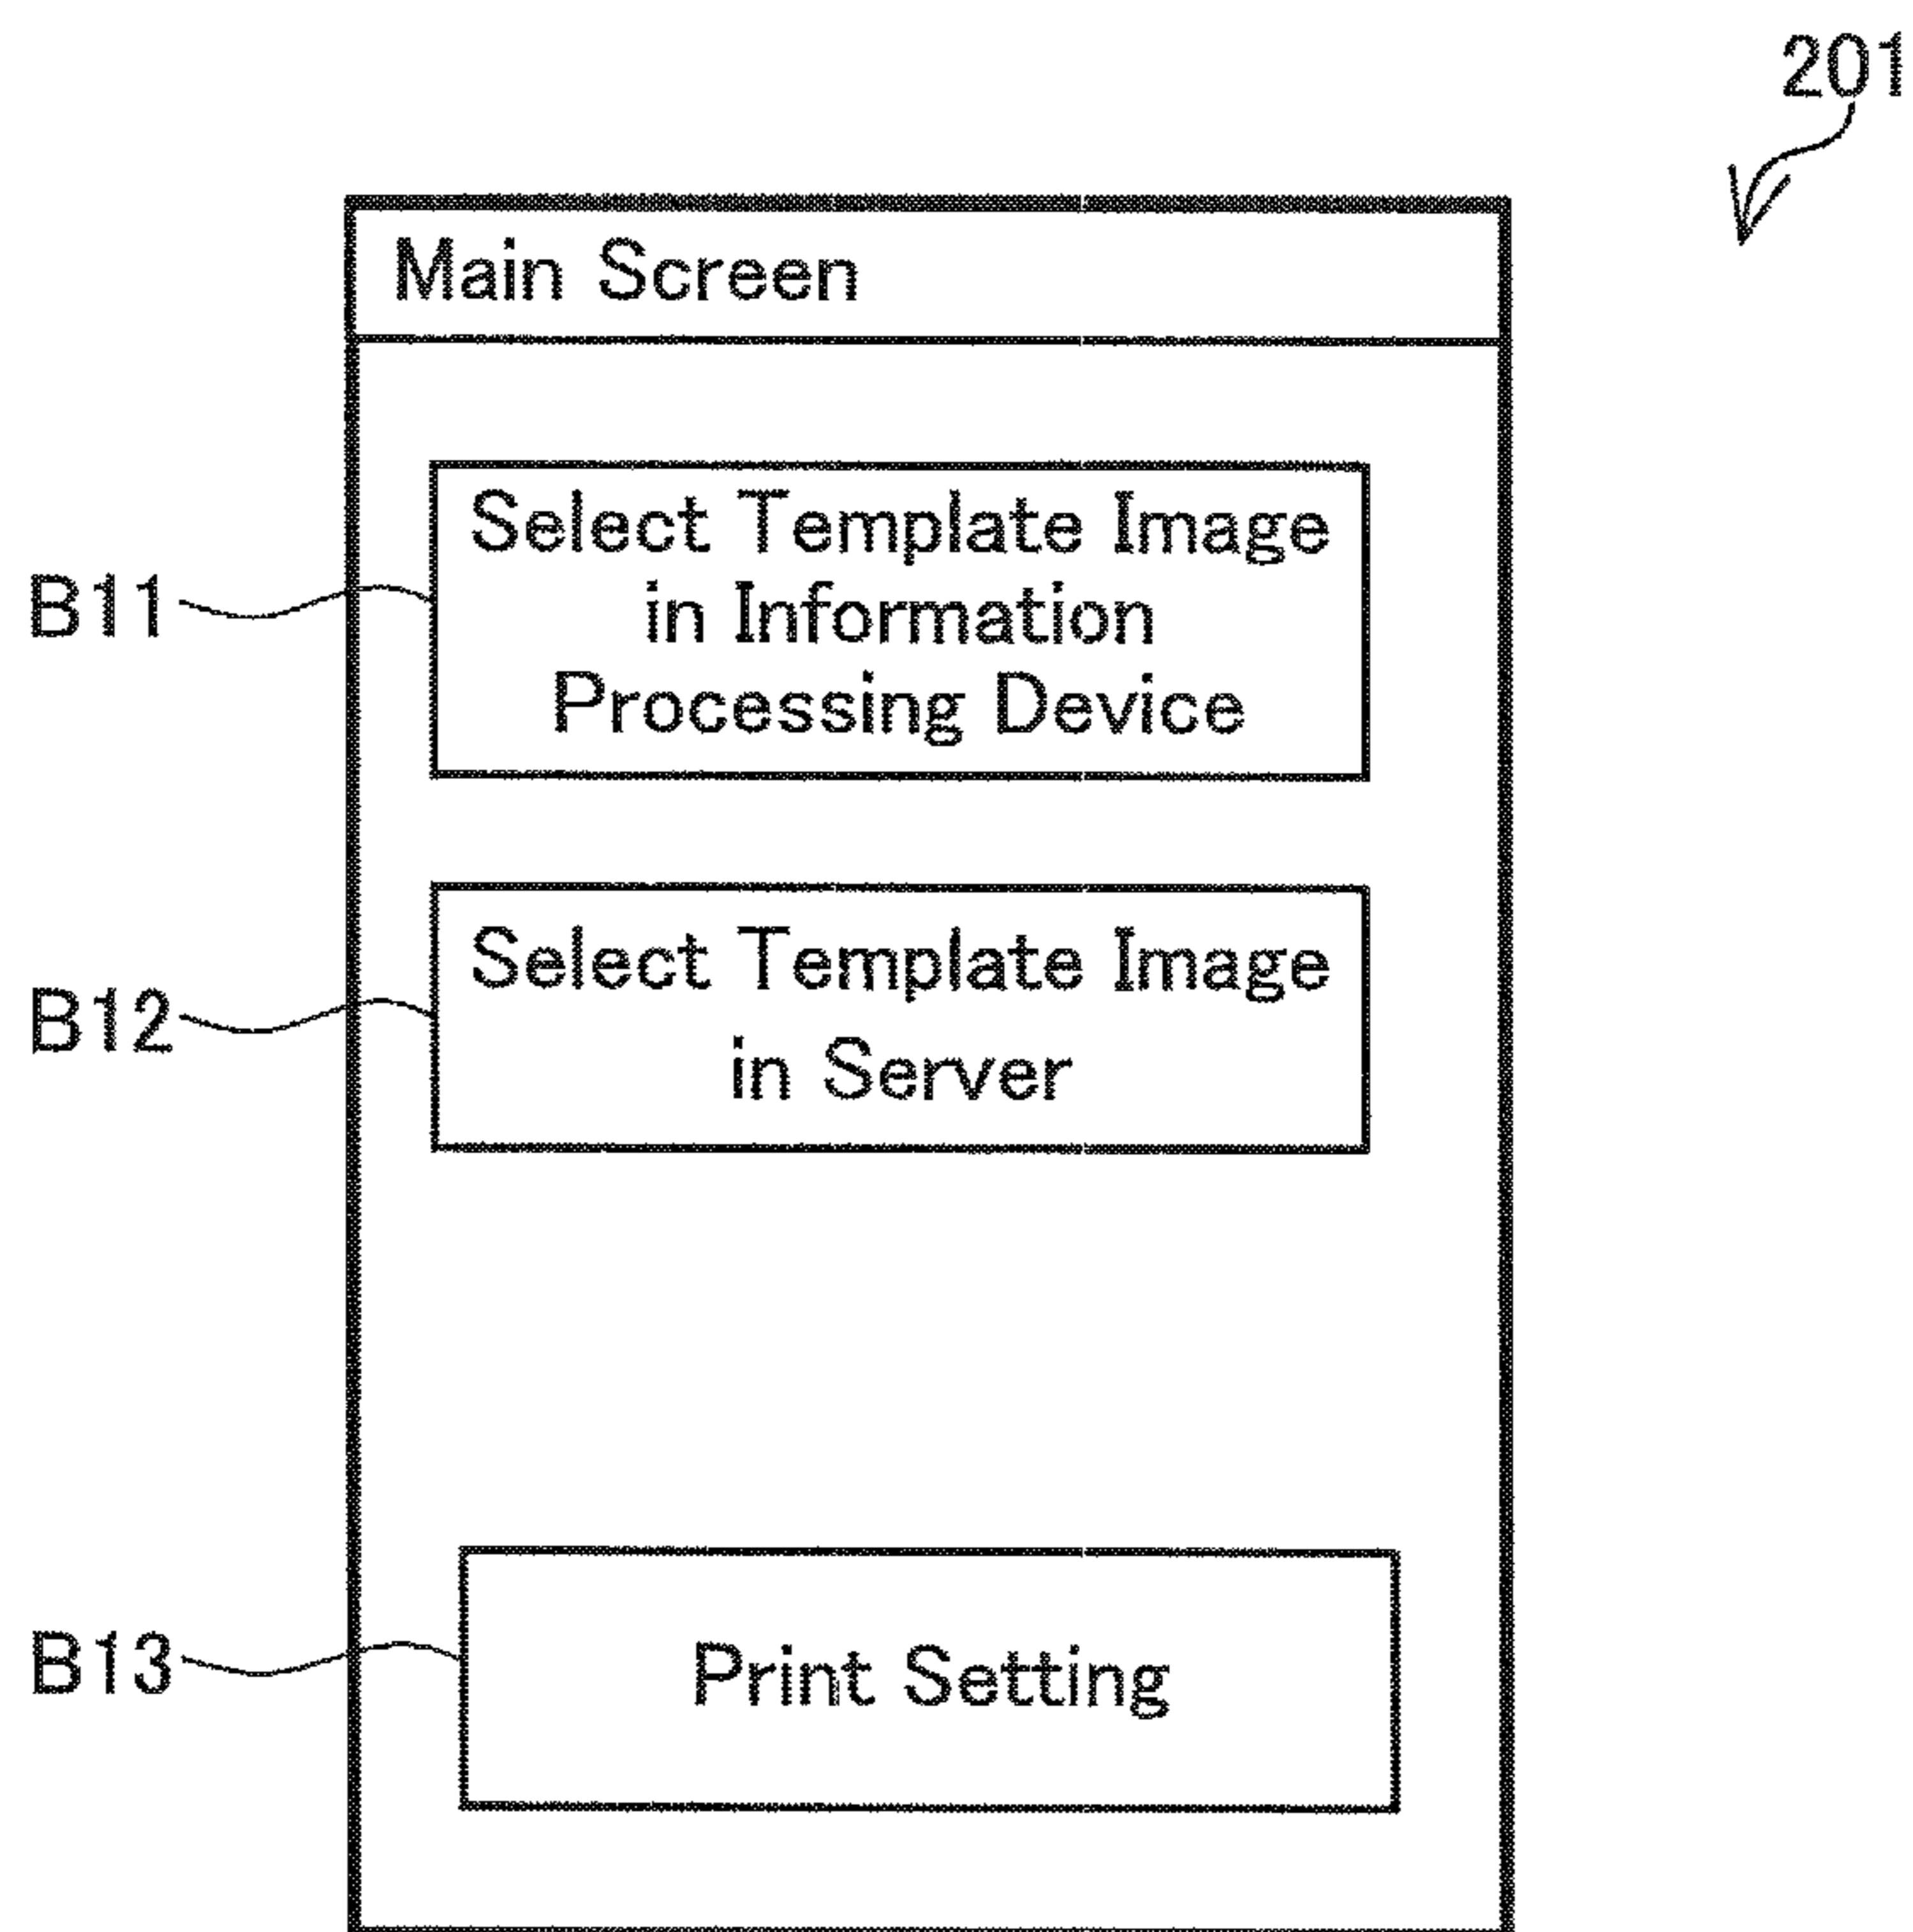 201
Main Screen
B11
Select Template Image
in Information
Processing Device
B12
Select Template Image
in Server
B13
Print Setting